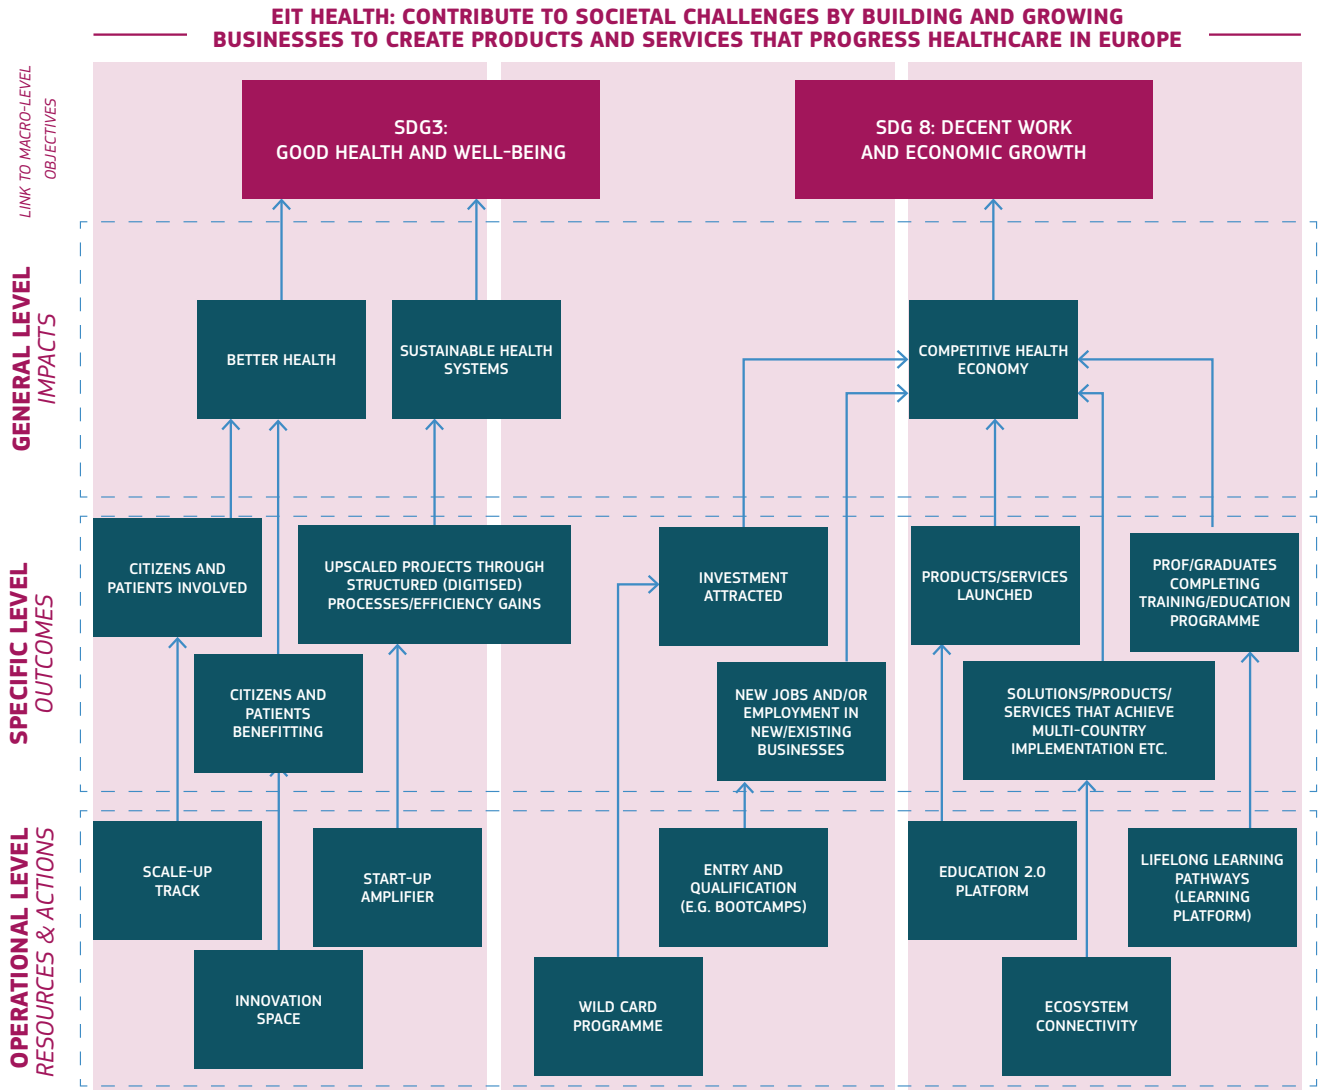 EIT HEALTH: CONTRIBUTE TO SOCIETAL CHALLENGES BY BUILDING AND GROWING
BUSINESSES TO CREATE PRODUCTS AND SERVICES THAT PROGRESS HEALTHCARE IN EUROPE
LINK TO MACRO-LEVEL
OBJECTIVES
SDG3:
GOOD HEALTH AND WELL-BEING
SDG 8: DECENT WORK
AND ECONOMIC GROWTH
GENERAL LEVEL
IMPACTS
BETTER HEALTH
SUSTAINABLE HEALTH
SYSTEMS
COMPETITIVE HEALTH
ECONOMY
SPECIFIC LEVEL
OUTCOMES
CITIZENS AND
PATIENTS INVOLVED
UPSCALED PROJECTS THROUGH
STRUCTURED (DIGITISED)
PROCESSES/EFFICIENCY GAINS
INVESTMENT
ATTRACTED
PRODUCTS/SERVICES
LAUNCHED
PROF/GRADUATES
COMPLETING
TRAINING/EDUCATION
PROGRAMME
CITIZENS AND
PATIENTS
BENEFITTING
NEW JOBS AND/OR
EMPLOYMENT IN
NEW/EXISTING
BUSINESSES
SOLUTIONS/PRODUCTS/
SERVICES THAT ACHIEVE
MULTI-COUNTRY
IMPLEMENTATION ETC.
OPERATIONAL LEVEL
RESOURCES & ACTIONS
SCALE-UP
TRACK
START-UP
AMPLIFIER
ENTRY AND
QUALIFICATION
(E.G. BOOTCAMPS)
EDUCATION 2.0
PLATFORM
LIFELONG LEARNING
PATHWAYS
(LEARNING
PLATFORM)
INNOVATION
SPACE
WILD CARD
PROGRAMME
ECOSYSTEM
CONNECTIVITY